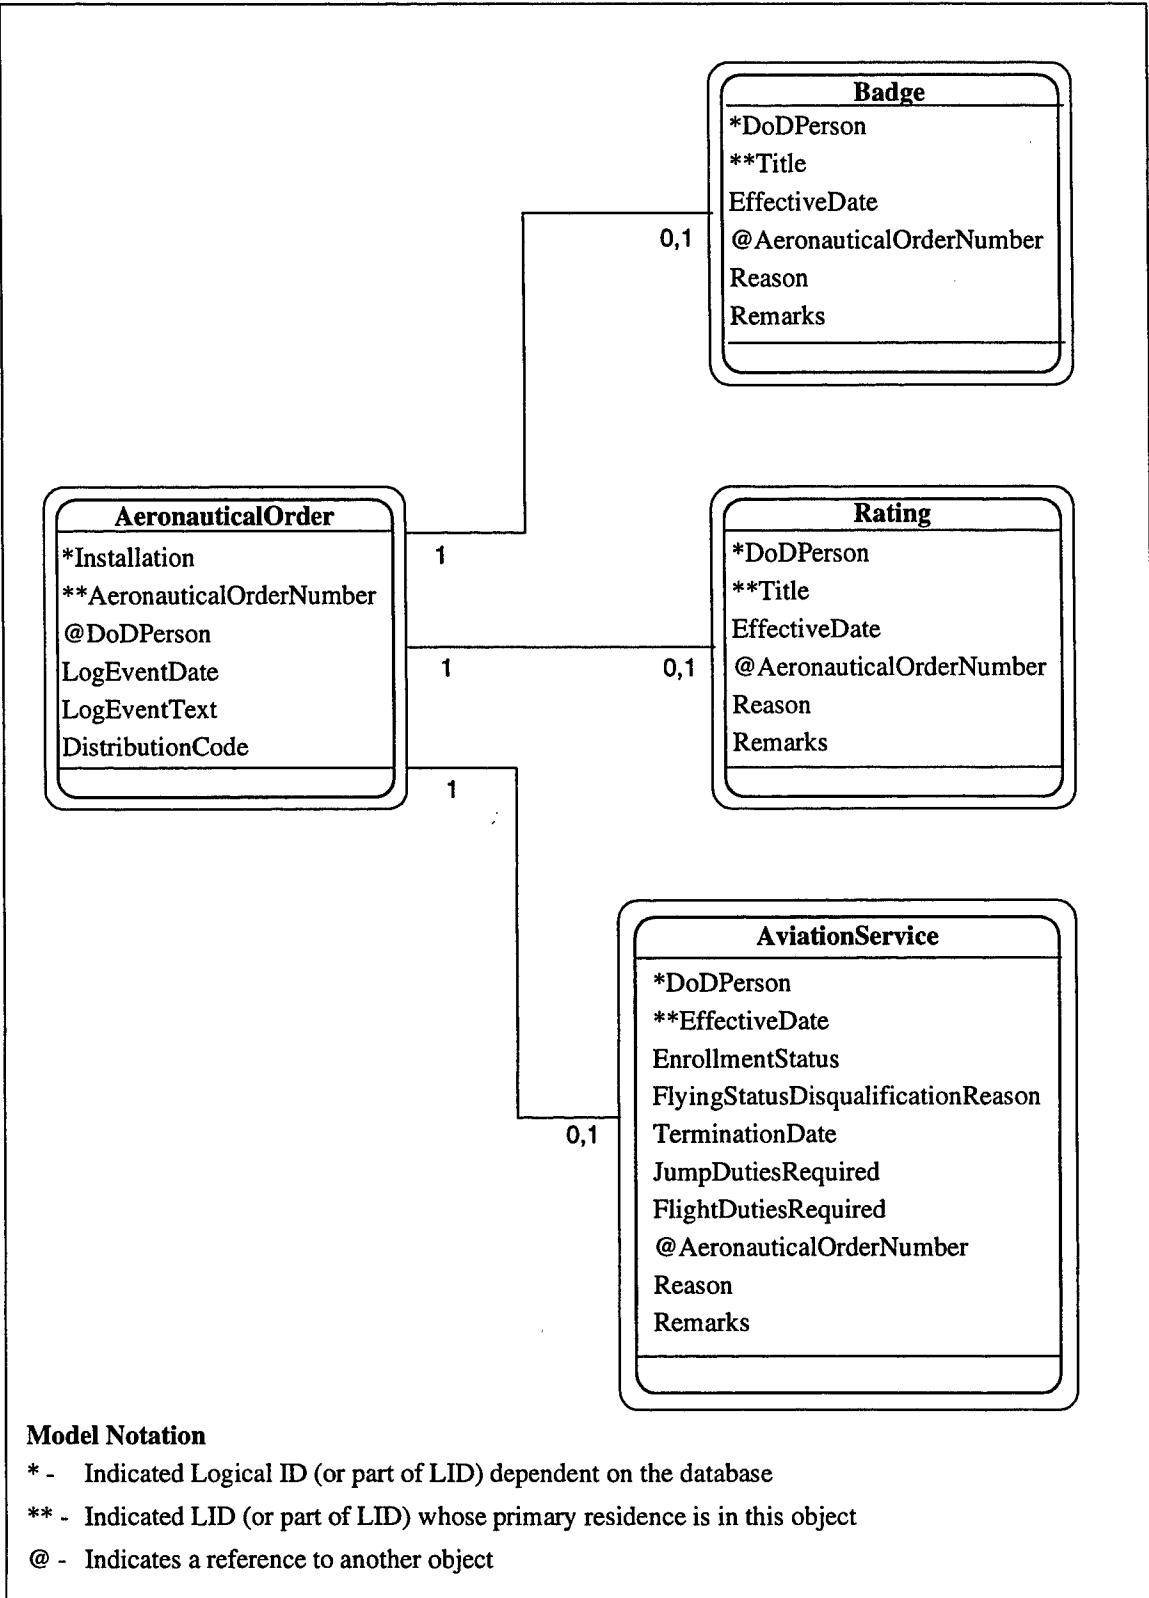 Badge
*DoDPerson
**Title
EffectiveDate
@AeronauticalOrderNumber
Reason
Remarks
0,1
AeronauticalOrder
*Installation
**AeronauticalOrderNumber
@DoDPerson
LogEventDate
LogEventText
DistributionCode
1
1
1
Rating
*DoDPerson
**Title
EffectiveDate
@AeronauticalOrderNumber
Reason
Remarks
0,1
AviationService
*DoDPerson
**EffectiveDate
EnrollmentStatus
FlyingStatusDisqualificationReason
TerminationDate
JumpDutiesRequired
FlightDutiesRequired
@AeronauticalOrderNumber
Reason
Remarks
0,1
Model Notation
* - Indicated Logical ID (or part of LID) dependent on the database
** - Indicated LID (or part of LID) whose primary residence is in this object
@ - Indicates a reference to another object